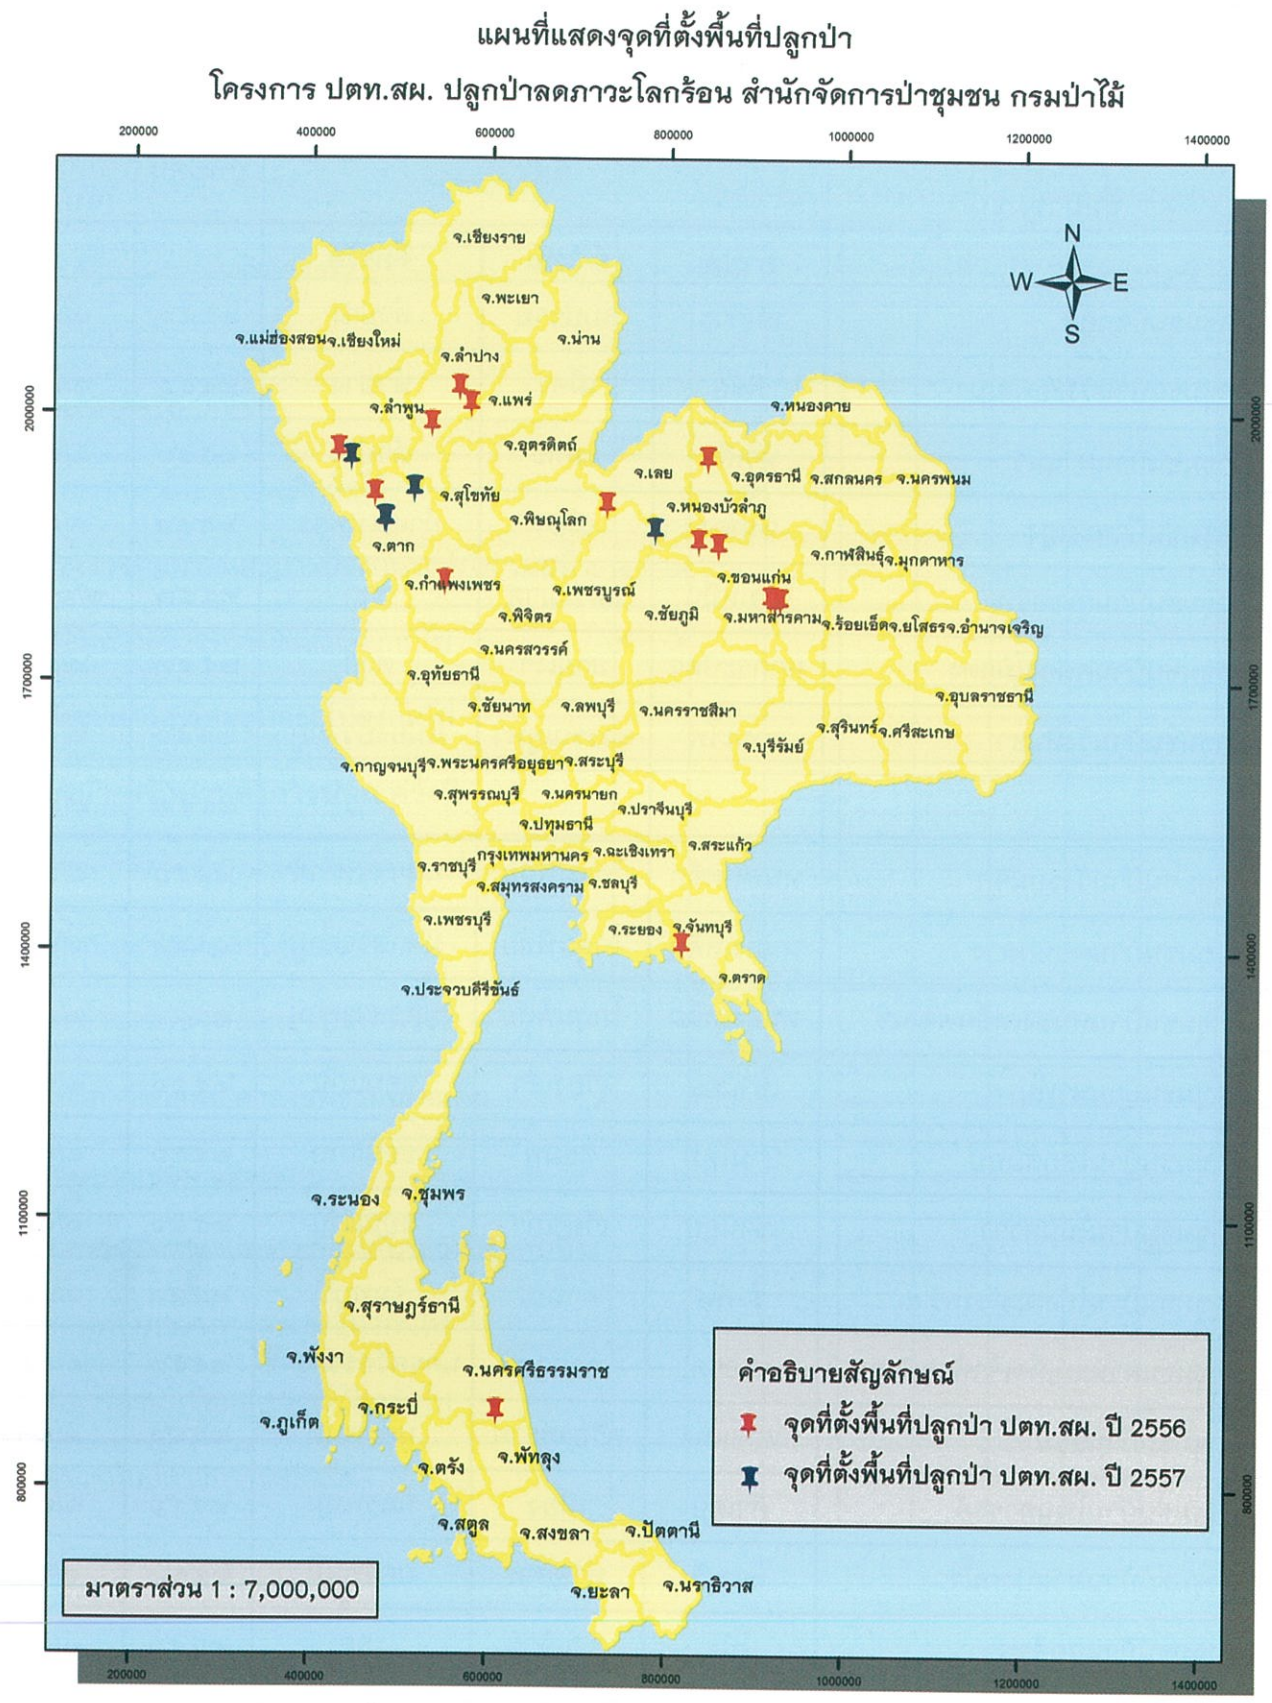 แผนที่แสดงจุดที่ตั้งพื้นที่ปลูกป่า
โครงการ ปตท.สผ. ปลูกป่าลดภาวะโลกร้อน สำนักจัดการป่าชุมชน กรมป่าไม้
200000 400000 600000 800000 1000000 1200000 1400000
N
W E
S
จ.เชียงราย
จ.พะเยา
จ.แม่ฮ่องสอน จ.เชียงใหม่ จ.น่าน
จ.ลำปาง
จ.ลำพูน จ.แพร่ จ.หนองคาย
2000000 2000000
จ.อุตรดิตถ์
จ.เลย จ.อุดรธานี จ.สกลนคร จ.นครพนม
จ.สุโขทัย จ.หนองบัวลำภู
จ.พิษณุโลก
จ.ตาก จ.กาฬสินธุ์ จ.มุกดาหาร
จ.กำแพงเพชร จ.เพชรบูรณ์ จ.ขอนแก่น
จ.พิจิตร จ.ชัยภูมิ จ.มหาสารคาม จ.ร้อยเอ็ด จ.ยโสธร จ.อำนาจเจริญ
จ.นครสวรรค์
จ.อุทัยธานี
1700000 1700000
จ.ชัยนาท จ.ลพบุรี จ.นครราชสีมา จ.อุบลราชธานี
จ.บุรีรัมย์ จ.สุรินทร์ จ.ศรีสะเกษ
จ.กาญจนบุรี จ.พระนครศรีอยุธยา จ.สระบุรี
จ.สุพรรณบุรี จ.นครนายก จ.ปราจีนบุรี
จ.ปทุมธานี
จ.ราชบุรี กรุงเทพมหานคร จ.ฉะเชิงเทรา จ.สระแก้ว
จ.สมุทรสงคราม จ.ชลบุรี
จ.เพชรบุรี จ.ระยอง จ.จันทบุรี
1400000 1400000
จ.ตราด
จ.ประจวบคีรีขันธ์
จ.ระนอง จ.ชุมพร
1100000 1100000
จ.สุราษฎร์ธานี
จ.พังงา จ.นครศรีธรรมราช
จ.ภูเก็ต จ.กระบี่
จ.ตรัง จ.พัทลุง
800000 800000
จ.สตูล จ.สงขลา จ.ปัตตานี
จ.ยะลา จ.นราธิวาส
คำอธิบายสัญลักษณ์
จุดที่ตั้งพื้นที่ปลูกป่า ปตท.สผ. ปี 2556
จุดที่ตั้งพื้นที่ปลูกป่า ปตท.สผ. ปี 2557
มาตราส่วน 1 : 7,000,000
200000 400000 600000 800000 1000000 1200000 1400000